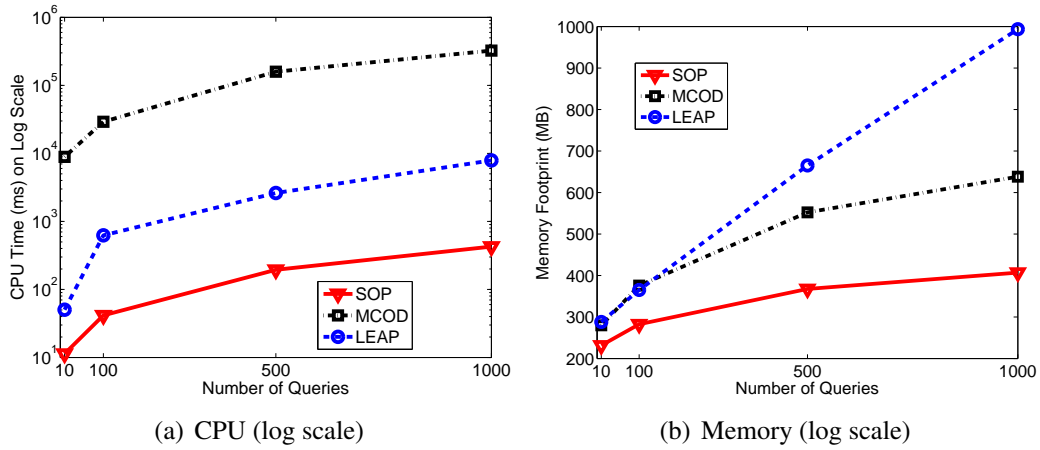 10^6
10^5
10^4
10^3
10^2
10^1
CPU Time (ms) on Log Scale
SOP
MCOD
LEAP
10 100 500 1000
Number of Queries
(a) CPU (log scale)
1000
900
800
700
600
500
400
300
200
Memory Footprint (MB)
SOP
MCOD
LEAP
10 100 500 1000
Number of Queries
(b) Memory (log scale)